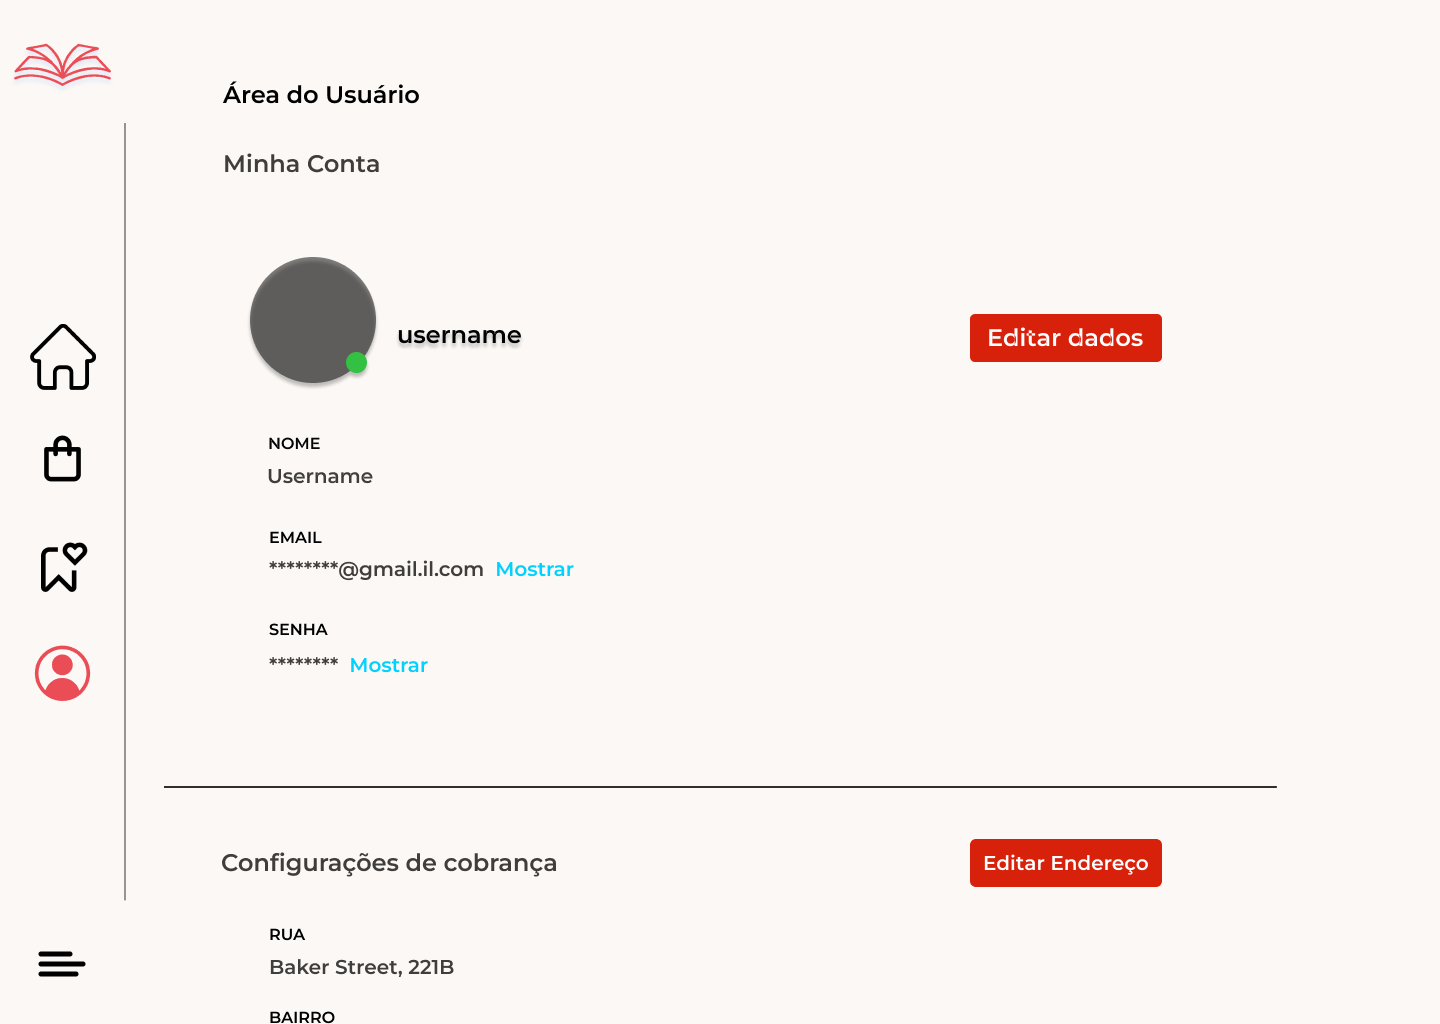 Área do Usuário
Minha Conta
username
Editar dados
NOME
Username
EMAIL
********@gmail.il.com Mostrar
SENHA
******** Mostrar
Configurações de cobrança
Editar Endereço
RUA
Baker Street, 221B
BAIRRO